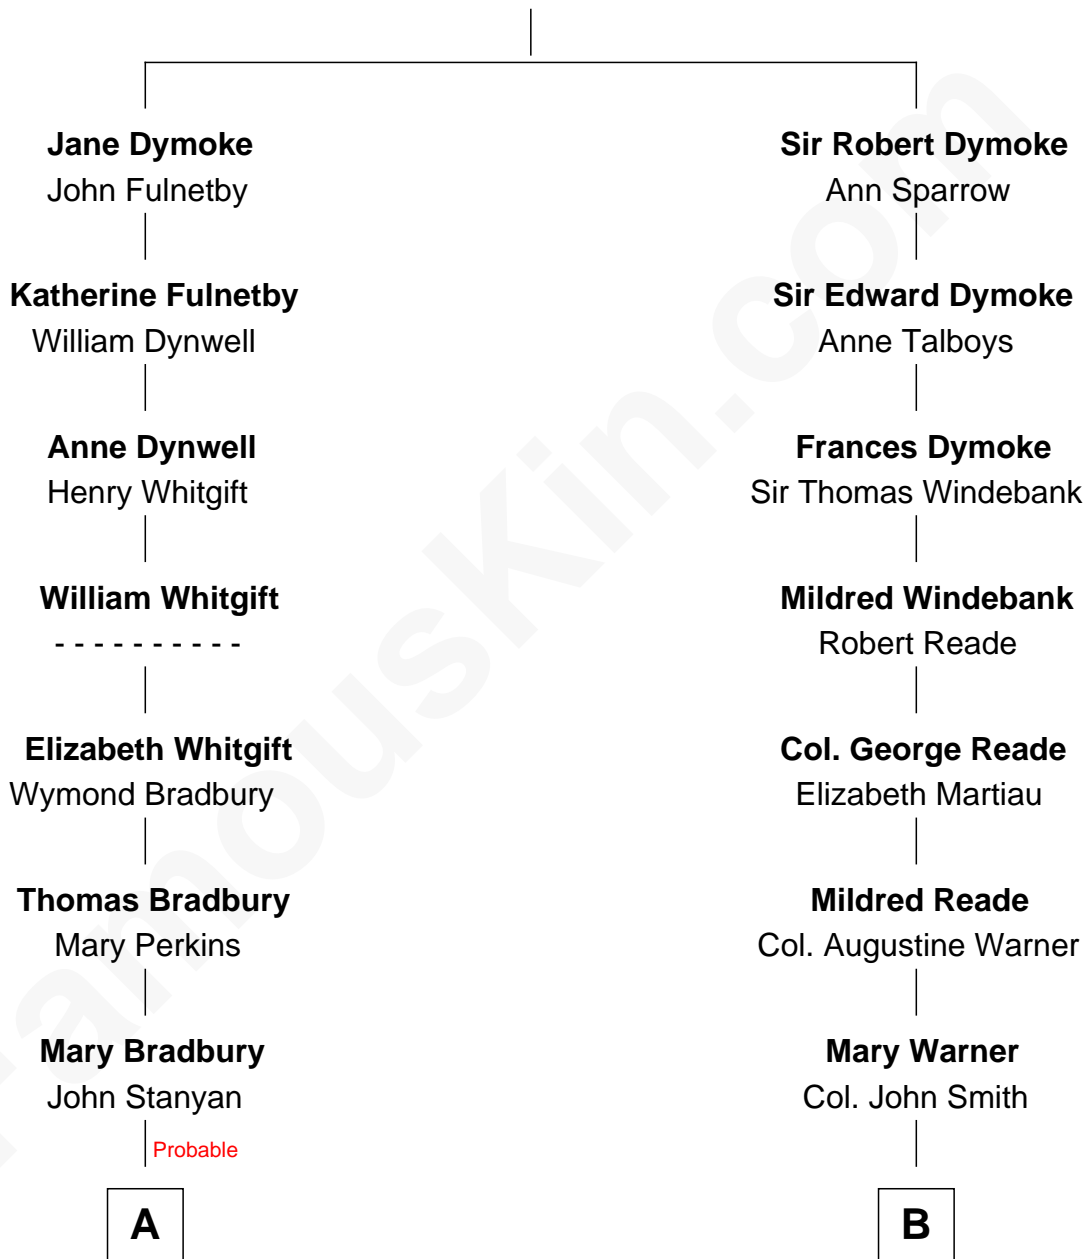 Jane Dymoke
John Fulnetby
Katherine Fulnetby
William Dynwell
Anne Dynwell
Henry Whitgift
William Whitgift
- - - - - - - - - -
Elizabeth Whitgift
Wymond Bradbury
Thomas Bradbury
Mary Perkins
Mary Bradbury
John Stanyan
Probable
A
Sir Robert Dymoke
Ann Sparrow
Sir Edward Dymoke
Anne Talboys
Frances Dymoke
Sir Thomas Windebank
Mildred Windebank
Robert Reade
Col. George Reade
Elizabeth Martiau
Mildred Reade
Col. Augustine Warner
Mary Warner
Col. John Smith
B
FamousKin.com